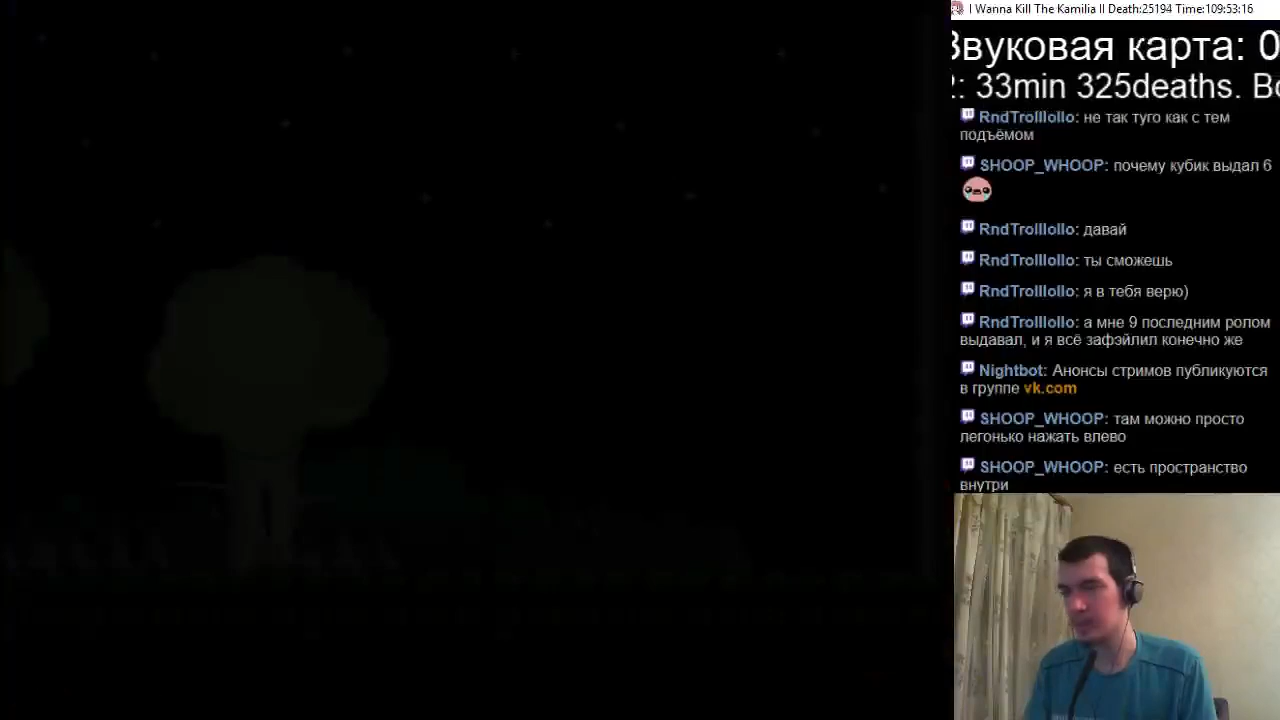 I Wanna Kill The Kamilia II Death:25194 Time:109:53:16
Звуковая карта: 0
2: 33min 325deaths. Вс
RndTrolllollo: не так туго как с тем
подъёмом
SHOOP_WHOOP: почему кубик выдал 6
RndTrolllollo: давай
RndTrolllollo: ты сможешь
RndTrolllollo: я в тебя верю)
RndTrolllollo: а мне 9 последним ролом
выдавал, и я всё зафэйлил конечно же
Nightbot: Анонсы стримов публикуются
в группе vk.com
SHOOP_WHOOP: там можно просто
легонько нажать влево
SHOOP_WHOOP: есть пространство
внутри